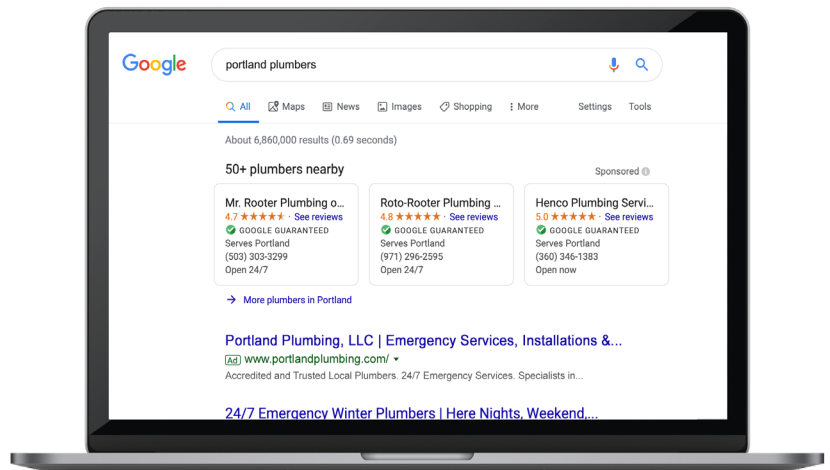 Google
portland plumbers
All Maps News Images Shopping More Settings Tools
About 6,860,000 results (0.69 seconds)
50+ plumbers nearby
Sponsored
Mr. Rooter Plumbing o...
4.7 · See reviews
GOOGLE GUARANTEED
Serves Portland
(503) 303-3299
Open 24/7
Roto-Rooter Plumbing ...
4.8 · See reviews
GOOGLE GUARANTEED
Serves Portland
(971) 296-2595
Open 24/7
Henco Plumbing Servi...
5.0 · See reviews
GOOGLE GUARANTEED
Serves Portland
(360) 346-1383
Open now
More plumbers in Portland
Portland Plumbing, LLC | Emergency Services, Installations &...
Ad www.portlandplumbing.com/
Accredited and Trusted Local Plumbers. 24/7 Emergency Services. Specialists in...
24/7 Emergency Winter Plumbers | Here Nights, Weekend,...